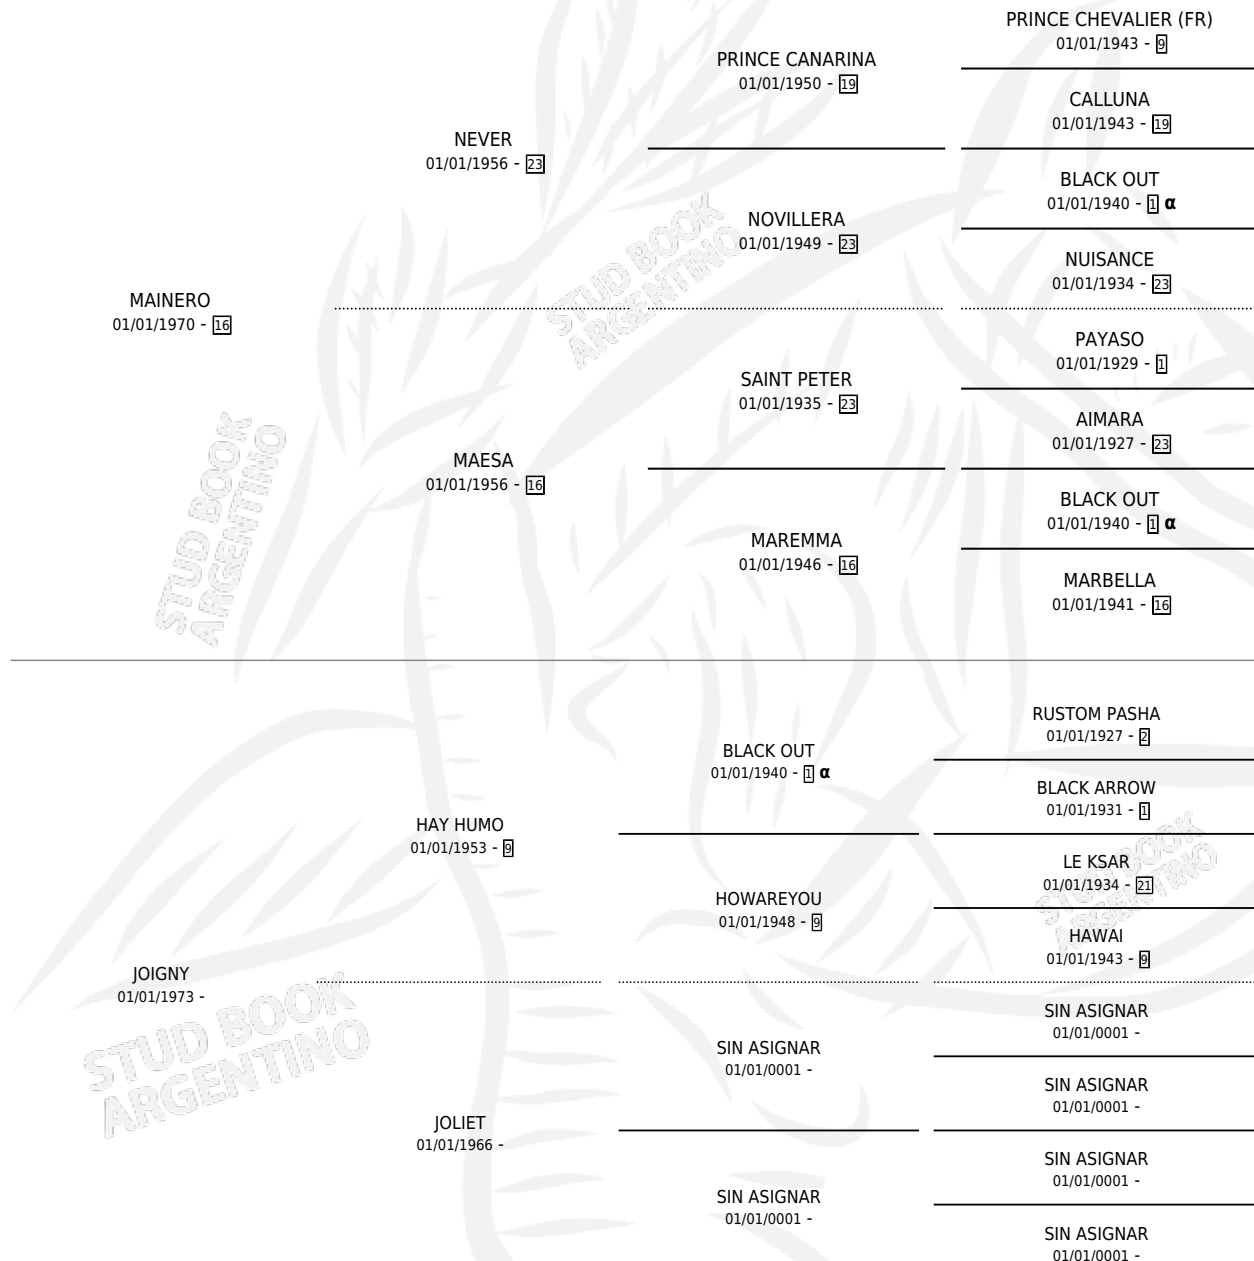 PRINCE CHEVALIER (FR)
01/01/1943 - 9
PRINCE CANARINA
01/01/1950 - 19
CALLUNA
01/01/1943 - 19
NEVER
01/01/1956 - 23
BLACK OUT
01/01/1940 - 1 α
NOVILLERA
01/01/1949 - 23
NUISANCE
01/01/1934 - 23
MAINERO
01/01/1970 - 16
PAYASO
01/01/1929 - 1
SAINT PETER
01/01/1935 - 23
AIMARA
01/01/1927 - 23
MAESA
01/01/1956 - 16
BLACK OUT
01/01/1940 - 1 α
MAREMMA
01/01/1946 - 16
MARBELLA
01/01/1941 - 16
RUSTOM PASHA
01/01/1927 - 2
BLACK OUT
01/01/1940 - 1 α
BLACK ARROW
01/01/1931 - 1
HAY HUMO
01/01/1953 - 9
LE KSAR
01/01/1934 - 21
HOWAREYOU
01/01/1948 - 9
HAWAI
01/01/1943 - 9
JOIGNY
01/01/1973 -
SIN ASIGNAR
01/01/0001 -
SIN ASIGNAR
01/01/0001 -
SIN ASIGNAR
01/01/0001 -
JOLIET
01/01/1966 -
SIN ASIGNAR
01/01/0001 -
SIN ASIGNAR
01/01/0001 -
SIN ASIGNAR
01/01/0001 -
STUD BOOK
ARGENTINO
STUD BOOK
ARGENTINO
STUD BOOK
ARGENTINO
STUD BOOK
ARGENTINO